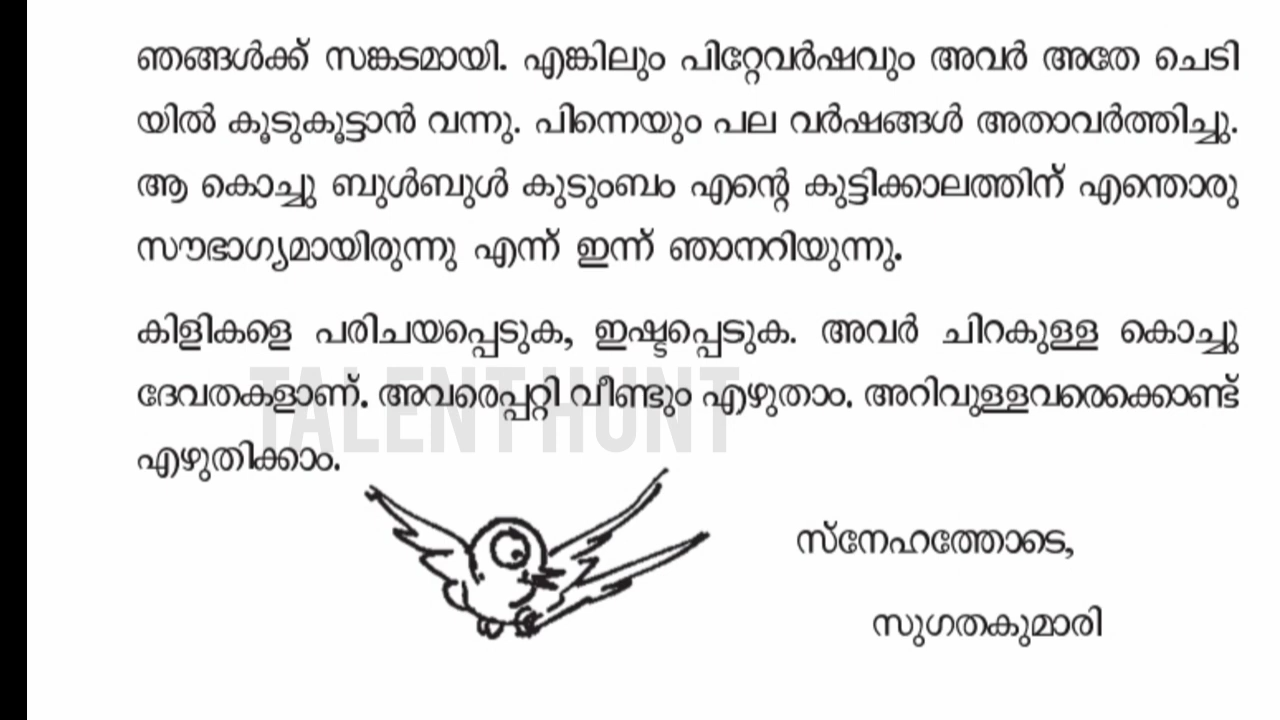 ഞങ്ങൾക്ക് സങ്കടമായി. എങ്കിലും പിറ്റേവർഷവും അവർ അതേ ചെടി
യിൽ കൂടുകൂട്ടാൻ വന്നു. പിന്നെയും പല വർഷങ്ങൾ അതാവർത്തിച്ചു.
ആ കൊച്ചു ബുൾബുൾ കുടുംബം എന്റെ കുട്ടിക്കാലത്തിന് എന്തൊരു
സൗഭാഗ്യമായിരുന്നു എന്ന് ഇന്ന് ഞാനറിയുന്നു.
കിളികളെ പരിചയപ്പെടുക, ഇഷ്ടപ്പെടുക. അവർ ചിറകുള്ള കൊച്ചു
ദേവതകളാണ്. അവരെപ്പറ്റി വീണ്ടും എഴുതാം. അറിവുള്ളവരെക്കൊണ്ട്
എഴുതിക്കാം.
TALENT HUNT
സ്നേഹത്തോടെ,
സുഗതകുമാരി